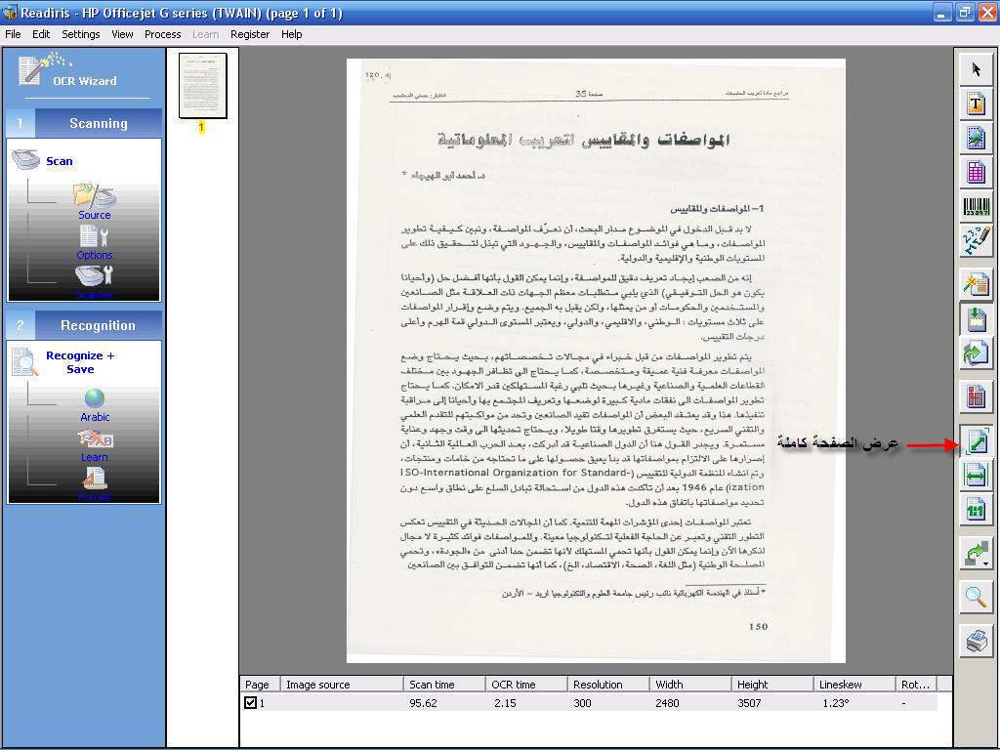 Readiris - HP Officejet G series (TWAIN) (page 1 of 1)
File Edit Settings View Process Learn Register Help
OCR Wizard
1 Scanning
Scan
Source
Options
Scanner
2 Recognition
Recognize +
Save
Arabic
Learn
Format
1
مراجع مادة تعريب الحاسبات
صفحة 35
المواصفات والمقاييس لتعريب المعلوماتية
د. أحمد أبو الهيجاء *
1– المواصفات والمقاييس
لا بد قبل الدخول في الموضوع مدار البحث، أن نعرّف المواصفة، ونبين كيفية تطوير
المواصفات، وما هي فوائد المواصفات والمقاييس، والجهود التي تبذل لتحقيق ذلك على
المستويات الوطنية والإقليمية والدولية.
إنه من الصعب إيجاد تعريف دقيق للمواصفة، وإنما يمكن القول بأنها أفضل حل (وأحيانا
يكون هو الحل التوفيقي) الذي يلبي متطلبات معظم الجهات ذات العلاقة مثل الصانعين
والمستخدمين والحكومات أو من يمثلها، ولكن يقبل به الجميع. ويتم وضع وإقرار المواصفات
على ثلاث مستويات : الوطني، والاقليمي، والدولي، ويعتبر المستوى الدولي قمة الهرم وأعلى
درجات التقييس.
يتم تطوير المواصفات من قبل خبراء في مجالات تخصصاتهم، بحيث يحتاج وضع
المواصفات معرفة فنية عميقة ومتخصصة، كما يحتاج الى تظافر الجهود بين مختلف
القطاعات العلمية والصناعية وغيرها بحيث تلبي رغبة المستهلكين قدر الامكان. كما يحتاج
تطوير المواصفات الى نفقات مادية كبيرة لوضعها وتعريف المجتمع بها وأحيانا إلى مراقبة
تنفيذها. هذا وقد يعتقد البعض أن المواصفات تقيد الصانعين وتحد من مواكبتهم للتقدم العلمي
والتقني السريع، حيث يستغرق تطويرها وقتا طويلا، ويحتاج تحديثها الى وقت وجهد وعناية
مستمرة. ويجدر القول هنا أن الدول الصناعية قد أدركت، بعد الحرب العالمية الثانية، أن
إصرارها على الالتزام بمواصفاتها قد بدأ يعيق حصولها على ما تحتاجه من خامات ومنتجات،
وتم انشاء المنظمة الدولية للتقييس (ISO-International Organization for Standard-
ization) عام 1946 بعد أن تأكدت هذه الدول من استحالة تبادل السلع على نطاق واسع دون
تحديد مواصفاتها باتفاق هذه الدول.
تعتبر المواصفات إحدى المؤشرات المهمة للتنمية. كما أن المجالات الحديثة في التقييس تعكس
التطور التقني وتعبر عن الحاجة الفعلية لتكنولوجيا معينة. وللمواصفات فوائد كثيرة لا مجال
لذكرها الآن وإنما يمكن القول بأنها تحمي المستهلك لأنها تضمن حدا أدنى من «الجودة»، وتحمي
المصلحة الوطنية (مثل اللغة، الصحة، الاقتصاد، الخ)، كما أنها تضمن التوافق بين الصانعين
* أستاذ في الهندسة الكهربائية نائب رئيس جامعة العلوم والتكنولوجيا اربد – الأردن
150
عرض الصفحة كاملة
1:1
Page Image source Scan time OCR time Resolution Width Height Lineskew Rot...
1 95.62 2.15 300 2480 3507 1.23° -